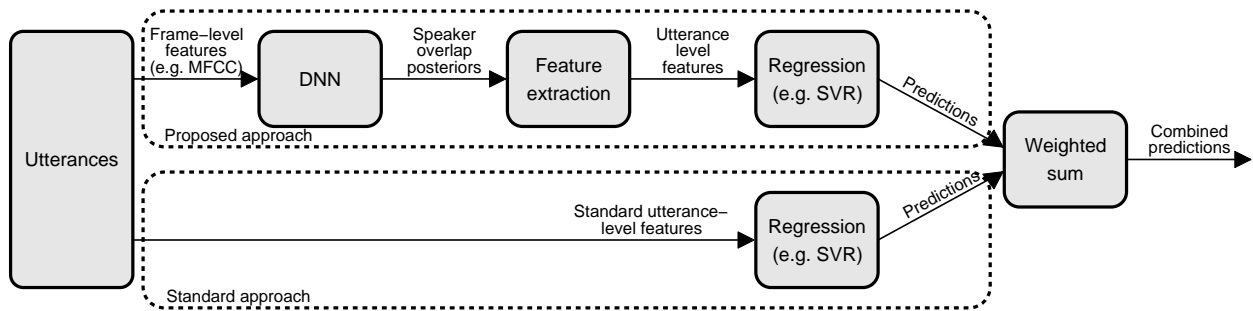 Utterances
Frame–level
features
(e.g. MFCC)
DNN
Speaker
overlap
posteriors
Feature
extraction
Utterance
level
features
Regression
(e.g. SVR)
Predictions
Proposed approach
Standard utterance–
level features
Regression
(e.g. SVR)
Predictions
Standard approach
Weighted
sum
Combined
predictions